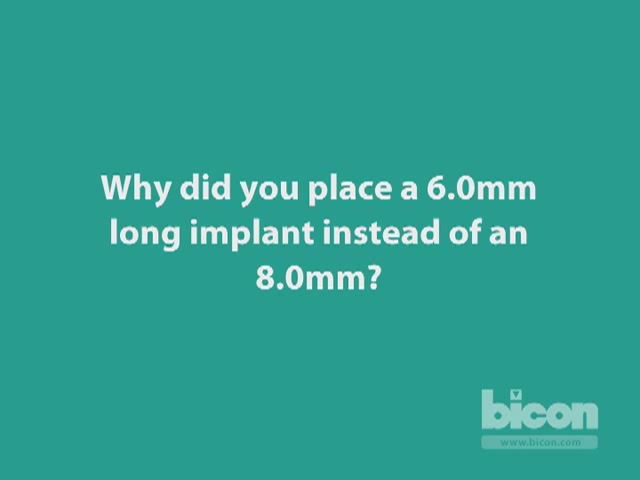 Why did you place a 6.0mm
long implant instead of an
8.0mm?
bicon
www.bicon.com